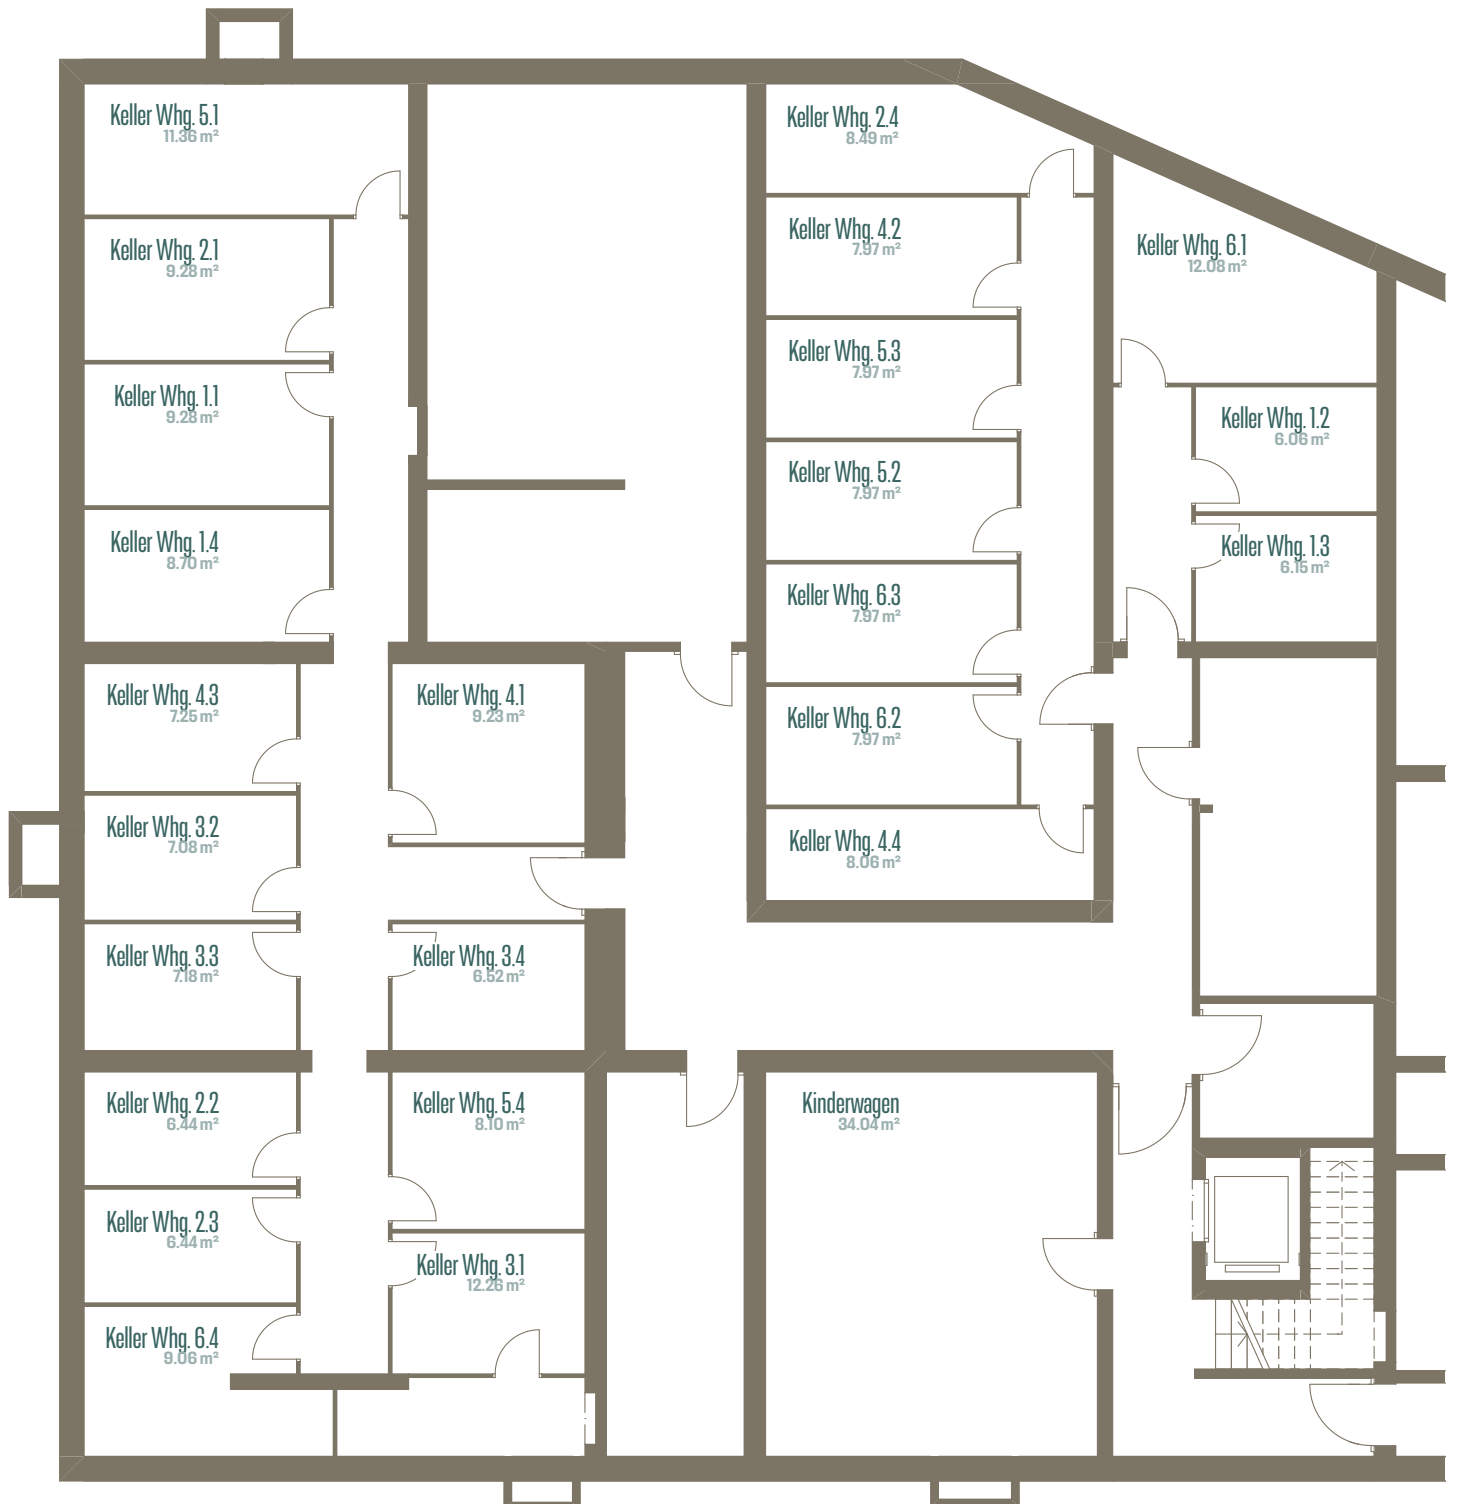 Keller Whg. 5.1
11.36 m²
Keller Whg. 2.1
9.28 m²
Keller Whg. 1.1
9.28 m²
Keller Whg. 1.4
8.70 m²
Keller Whg. 4.3
7.25 m²
Keller Whg. 3.2
7.08 m²
Keller Whg. 3.3
7.18 m²
Keller Whg. 2.2
6.44 m²
Keller Whg. 2.3
6.44 m²
Keller Whg. 6.4
9.06 m²
Keller Whg. 4.1
9.23 m²
Keller Whg. 3.4
6.52 m²
Keller Whg. 5.4
8.10 m²
Keller Whg. 3.1
12.26 m²
Keller Whg. 2.4
8.49 m²
Keller Whg. 4.2
7.97 m²
Keller Whg. 5.3
7.97 m²
Keller Whg. 5.2
7.97 m²
Keller Whg. 6.3
7.97 m²
Keller Whg. 6.2
7.97 m²
Keller Whg. 4.4
8.06 m²
Kinderwagen
34.04 m²
Keller Whg. 6.1
12.08 m²
Keller Whg. 1.2
6.06 m²
Keller Whg. 1.3
6.15 m²